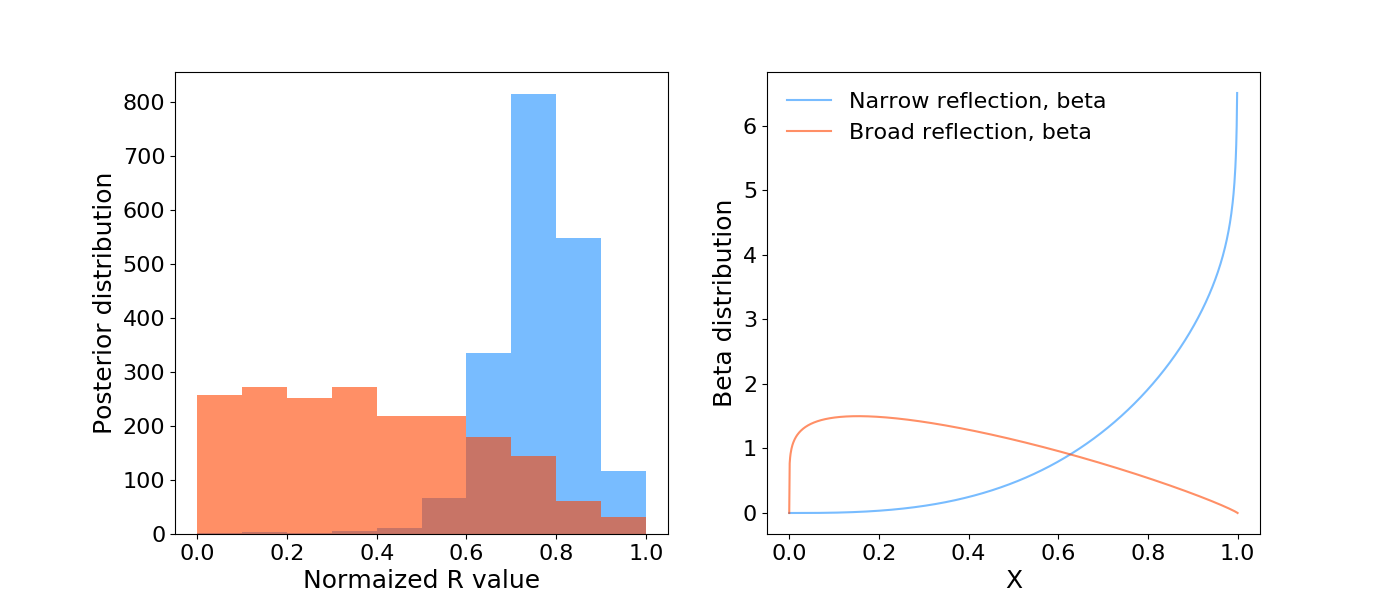 Posterior distribution
800
700
600
500
400
300
200
100
0
0.0 0.2 0.4 0.6 0.8 1.0
Normaized R value
Beta distribution
6
5
4
3
2
1
0
Narrow reflection, beta
Broad reflection, beta
0.0 0.2 0.4 0.6 0.8 1.0
X